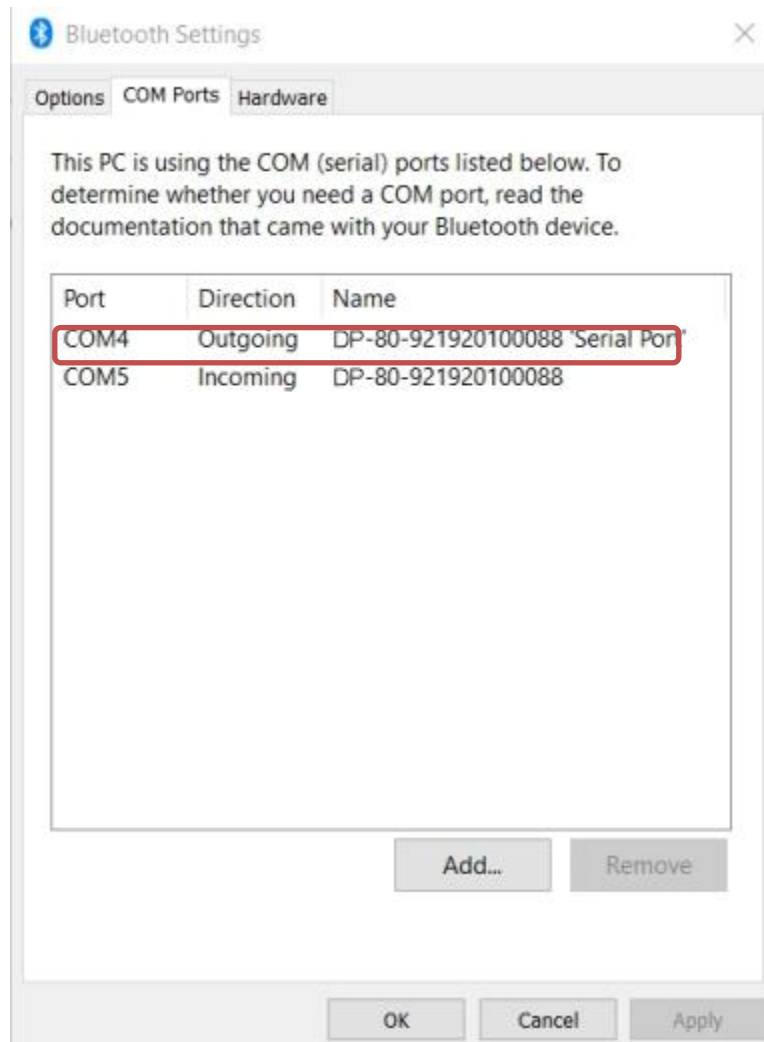 Bluetooth Settings
Options COM Ports Hardware
This PC is using the COM (serial) ports listed below. To
determine whether you need a COM port, read the
documentation that came with your Bluetooth device.
Port Direction Name
COM4 Outgoing DP-80-921920100088 'Serial Port'
COM5 Incoming DP-80-921920100088
Add... Remove
OK Cancel Apply